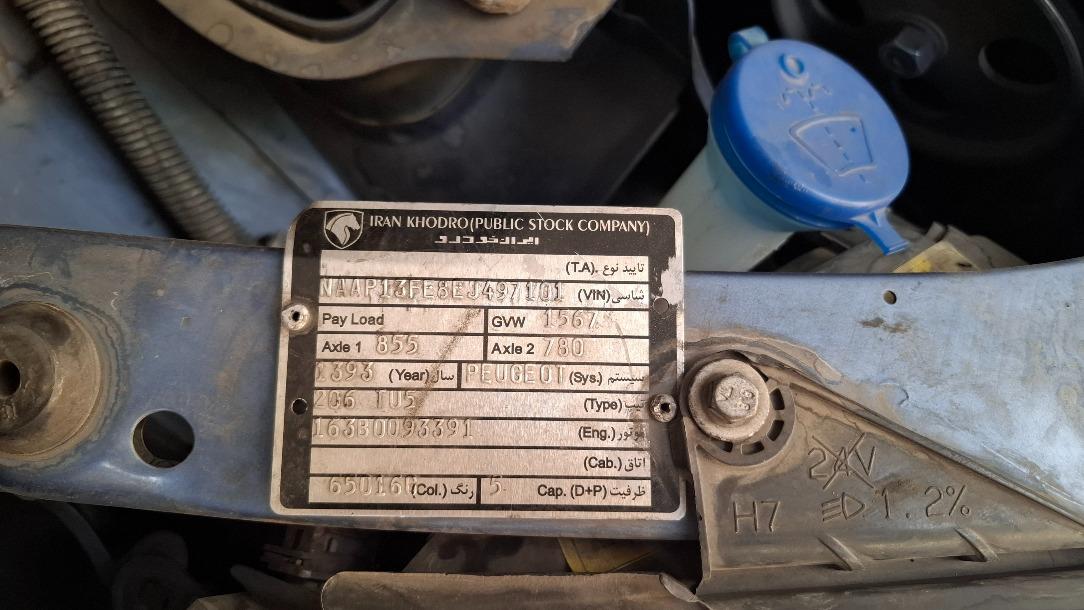 IRAN KHODRO(PUBLIC STOCK COMPANY)
ایران خودرو
تایید نوع .(T.A)
NAAP13FE8EJ497101 شاسی(VIN)
Pay Load GVW 1567
Axle 1 855 Axle 2 780
1393 سال(Year) PEUGEOT سیستم (Sys.)
206 TU5 تیپ (Type)
163B0093391 موتور(Eng.)
اتاق (Cab.)
650160 رنگ (Col.) 5 ظرفیت Cap. (D+P)
24V
H7 1.2%